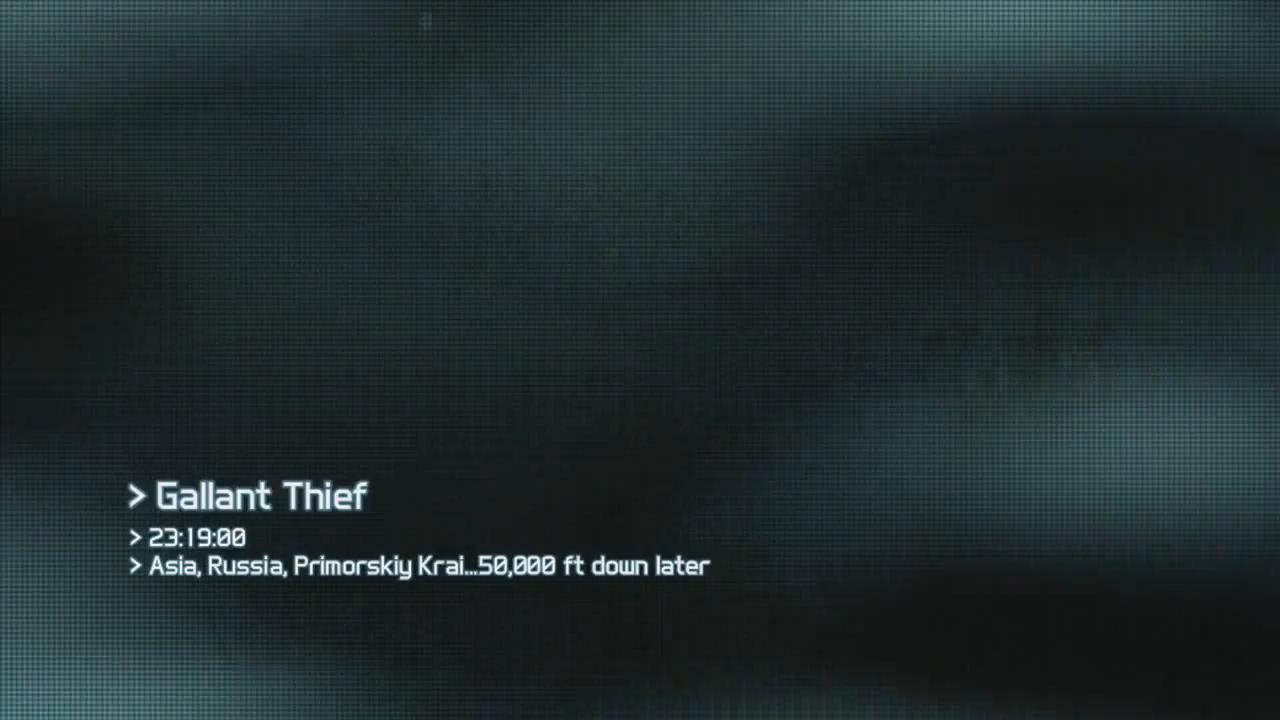 > Gallant Thief
> 23:19:00
> Asia, Russia, Primorskiy Krai...50,000 ft down later